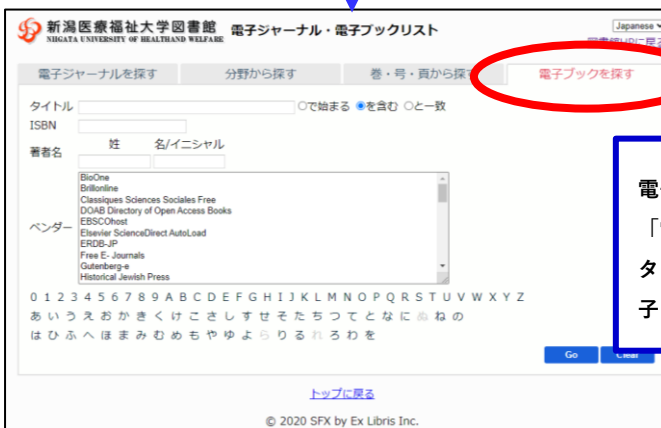 新潟医療福祉大学図書館 電子ジャーナル・電子ブックリスト
NIIGATA UNIVERSITY OF HEALTH AND WELFARE
Japanese
図書館HPに戻
電子ジャーナルを探す 分野から探す 巻・号・頁から探す 電子ブックを探す
タイトル ○で始まる ◉を含む ○と一致
ISBN
著者名 姓 名/イニシャル
ベンダー
BioOne
Brillonline
Classiques Sciences Sociales Free
DOAB Directory of Open Access Books
EBSCOhost
Elsevier ScienceDirect AutoLoad
ERDB-JP
Free E- Journals
Gutenberg-e
Historical Jewish Press
0 1 2 3 4 5 6 7 8 9 A B C D E F G H I J K L M N O P Q R S T U V W X Y Z
あ い う え お か き く け こ さ し す せ そ た ち つ て と な に ぬ ね の
は ひ ふ へ ほ ま み む め も や ゆ よ ら り る れ ろ わ を
Go Clear
電
「
タ
子
トップに戻る
© 2020 SFX by Ex Libris Inc.